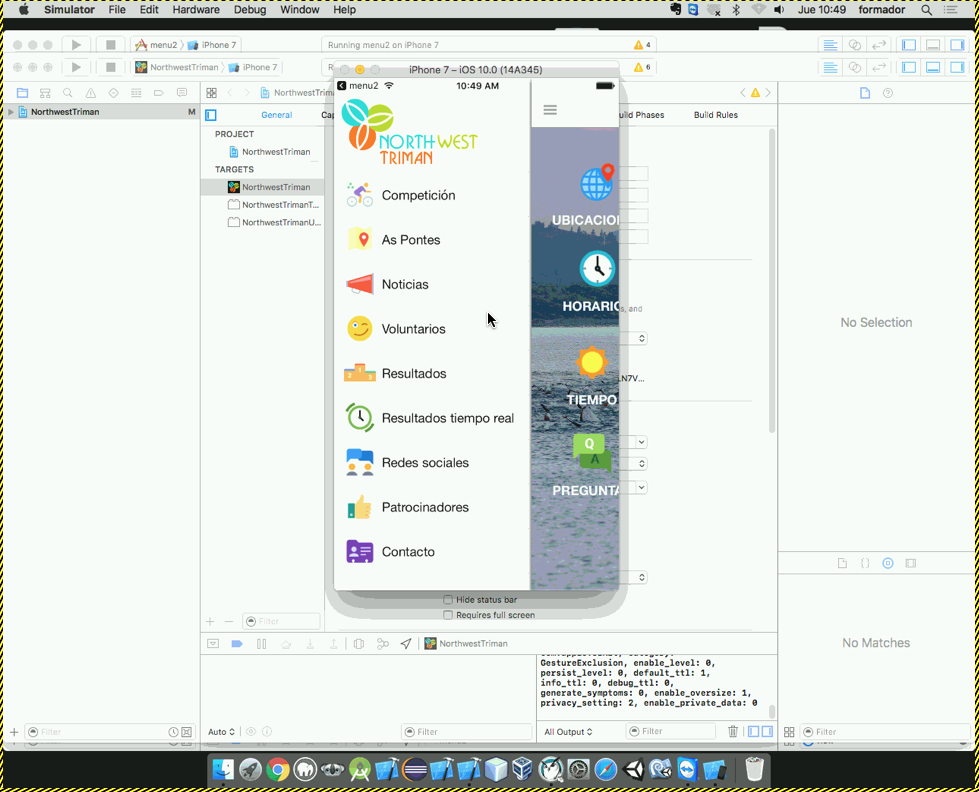 Simulator File Edit Hardware Debug Window Help Jue 10:49 formador
menu2 iPhone 7 Running menu2 on iPhone 7 4
NorthwestTriman iPhone 7 6
iPhone 7 – iOS 10.0 (14A345)
menu2 10:49 AM
NorthwestTriman M
General
uild Phases Build Rules
PROJECT
NorthwestTriman
TARGETS
NorthwestTriman
NorthwestTrimanT...
NorthwestTrimanU...
NORTHWEST
TRIMAN
Competición
As Pontes
Noticias
Voluntarios
Resultados
Resultados tiempo real
Redes sociales
Patrocinadores
Contacto
UBICACIO
HORARIO
s, and
LN7V...
TIEMPO
Q
A
PREGUNTA
Hide status bar
Requires full screen
No Selection
No Matches
Filter
NorthwestTriman
GestureExclusion, enable_level: 0,
persist_level: 0, default_ttl: 1,
info_ttl: 0, debug_ttl: 0,
generate_symptoms: 0, enable_oversize: 1,
privacy_setting: 2, enable_private_data: 0
Filter Auto Filter All Output Filter Filter